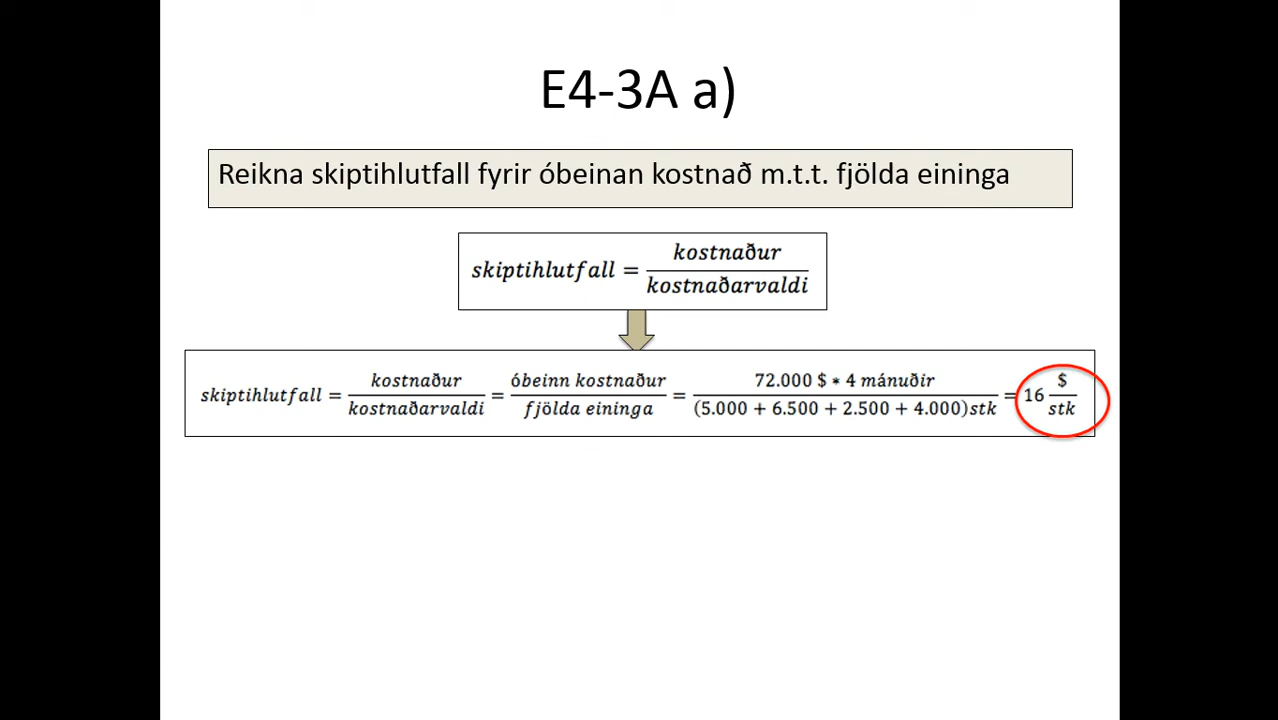 E4-3A a)
Reikna skiptihlutfall fyrir óbeinan kostnað m.t.t. fjölda eininga
skiptihlutfall = kostnaður / kostnaðarvaldi
skiptihlutfall = kostnaður / kostnaðarvaldi = óbeinn kostnaður / fjölda eininga = 72.000 $ * 4 mánuðir / (5.000 + 6.500 + 2.500 + 4.000)stk = 16 $ / stk